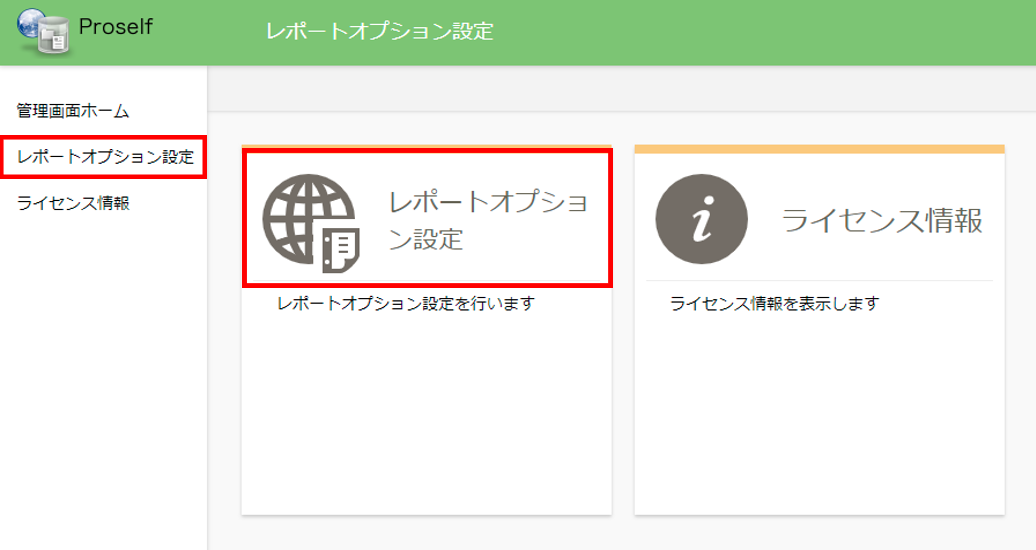 Proself
レポートオプション設定
管理画面ホーム
レポートオプション設定
ライセンス情報
レポートオプショ
ン設定
レポートオプション設定を行います
ライセンス情報
ライセンス情報を表示します